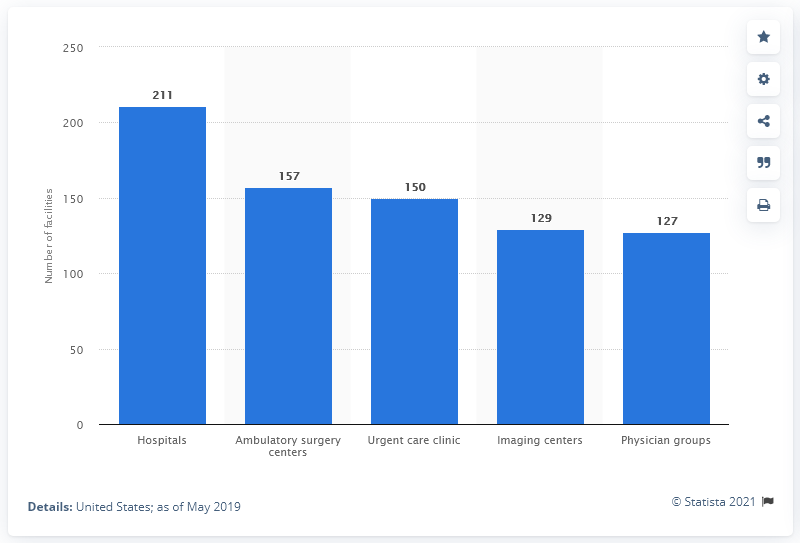 250
200
150
100
50
0
Number of facilities
211
157
150
129
127
Hospitals
Ambulatory surgery
centers
Urgent care clinic
Imaging centers
Physician groups
Details: United States; as of May 2019
© Statista 2021